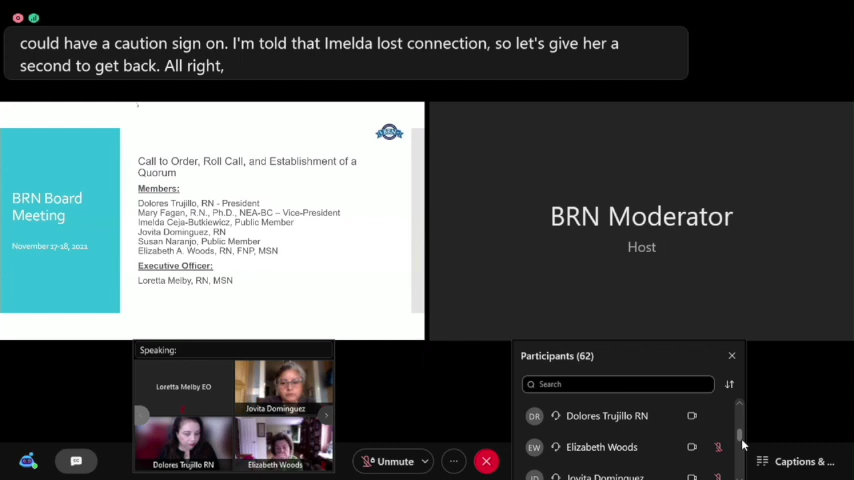 could have a caution sign on. I'm told that Imelda lost connection, so let's give her a
second to get back. All right,
BRN Board
Meeting
November 17-18, 2021
Call to Order, Roll Call, and Establishment of a
Quorum
Members:
Dolores Trujillo, RN - President
Mary Fagan, R.N., Ph.D., NEA-BC – Vice-President
Imelda Ceja-Butkiewicz, Public Member
Jovita Dominguez, RN
Susan Naranjo, Public Member
Elizabeth A. Woods, RN, FNP, MSN
Executive Officer:
Loretta Melby, RN, MSN
BRN Moderator
Host
Speaking:
Loretta Melby EO
Jovita Dominguez
Dolores Trujillo RN
Elizabeth Woods
Participants (62)
Search
DR Dolores Trujillo RN
EW Elizabeth Woods
JD Jovita Dominguez
CC
Unmute
Captions & ...